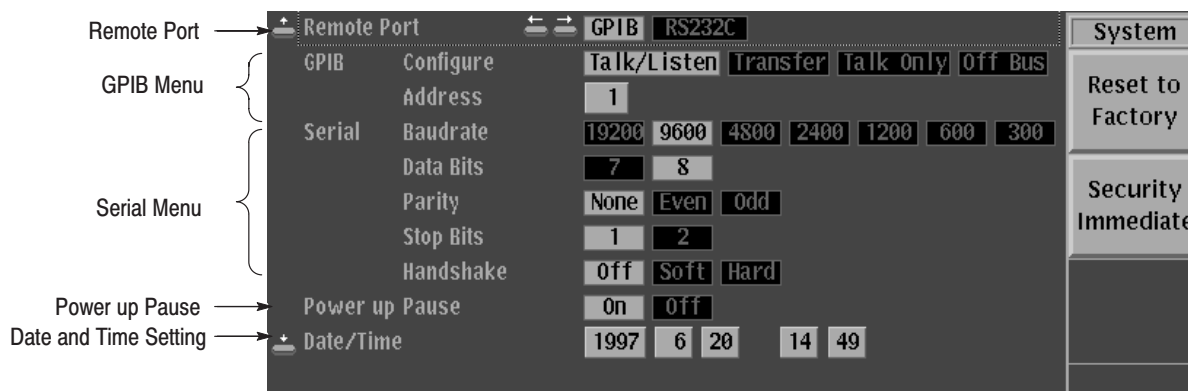 Remote Port
GPIB Menu
Serial Menu
Power up Pause
Date and Time Setting
Remote Port GPIB RS232C
GPIB Configure Talk/Listen Transfer Talk Only Off Bus
Address 1
Serial Baudrate 19200 9600 4800 2400 1200 600 300
Data Bits 7 8
Parity None Even Odd
Stop Bits 1 2
Handshake Off Soft Hard
Power up Pause On Off
Date/Time 1997 6 20 14 49
System
Reset to
Factory
Security
Immediate